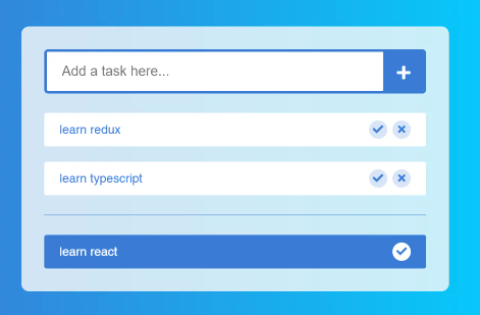 Add a task here...
learn redux
learn typescript
learn react